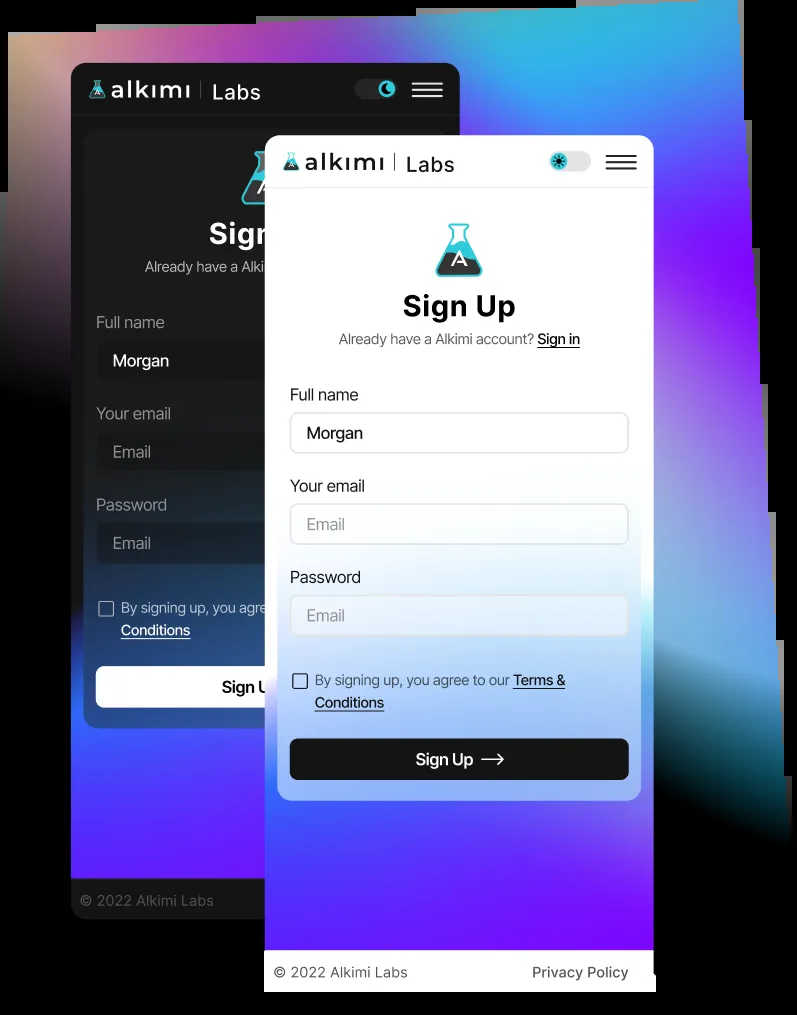 alkimi | Labs
Sign
Already have a Alki
Full name
Morgan
Your email
Email
Password
Email
By signing up, you agre
Conditions
Sign U
© 2022 Alkimi Labs
alkimi | Labs
A
Sign Up
Already have a Alkimi account? Sign in
Full name
Morgan
Your email
Email
Password
Email
By signing up, you agree to our Terms &
Conditions
Sign Up →
© 2022 Alkimi Labs Privacy Policy